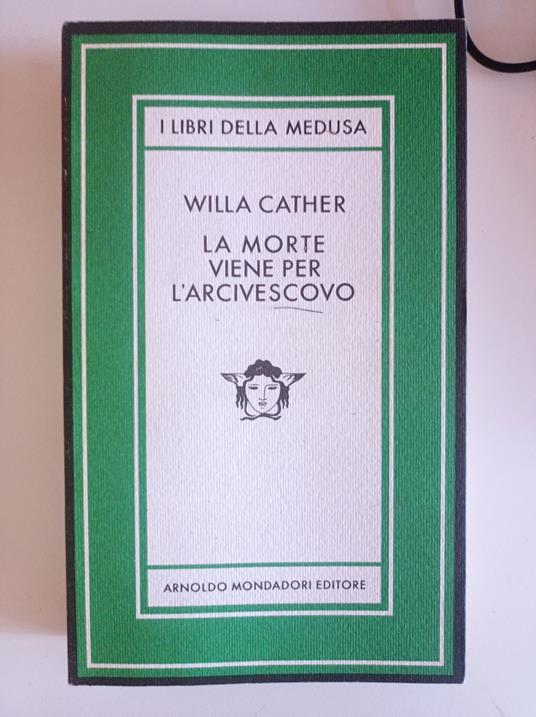 I LIBRI DELLA MEDUSA
WILLA CATHER
LA MORTE
VIENE PER
L'ARCIVESCOVO
ARNOLDO MONDADORI EDITORE